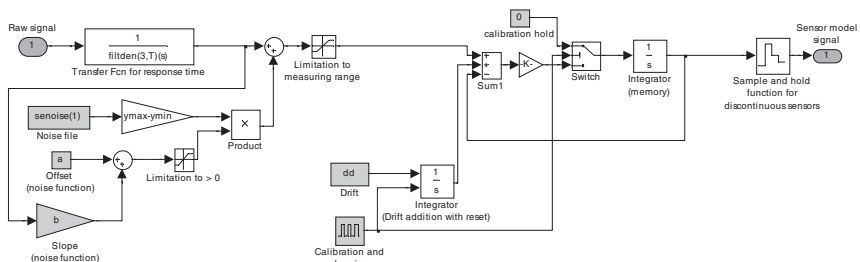 Raw signal
1
1
filtden(3,T)(s)
Transfer Fcn for response time
Limitation to
measuring range
0
calibration hold
Sum1
-K-
Switch
1
s
Integrator
(memory)
Sample and hold
function for
discontinuous sensors
Sensor model
signal
1
senoise(1)
Noise file
ymax-ymin
×
Product
a
Offset
(noise function)
Limitation to > 0
b
Slope
(noise function)
dd
Drift
1
s
Integrator
(Drift addition with reset)
Calibration and